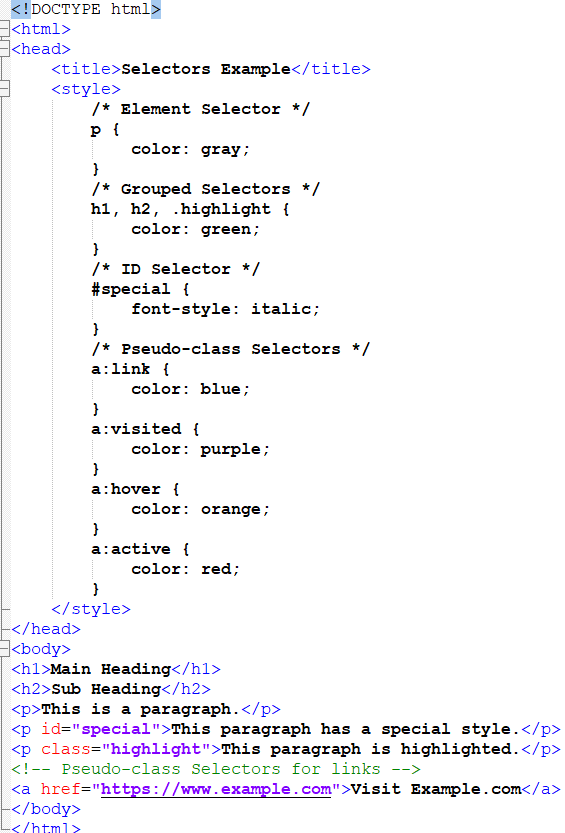 <!DOCTYPE html>
<html>
<head>
    <title>Selectors Example</title>
    <style>
        /* Element Selector */
        p {
            color: gray;
        }
        /* Grouped Selectors */
        h1, h2, .highlight {
            color: green;
        }
        /* ID Selector */
        #special {
            font-style: italic;
        }
        /* Pseudo-class Selectors */
        a:link {
            color: blue;
        }
        a:visited {
            color: purple;
        }
        a:hover {
            color: orange;
        }
        a:active {
            color: red;
        }
    </style>
</head>
<body>
<h1>Main Heading</h1>
<h2>Sub Heading</h2>
<p>This is a paragraph.</p>
<p id="special">This paragraph has a special style.</p>
<p class="highlight">This paragraph is highlighted.</p>
<!-- Pseudo-class Selectors for links -->
<a href="https://www.example.com">Visit Example.com</a>
</body>
</html>